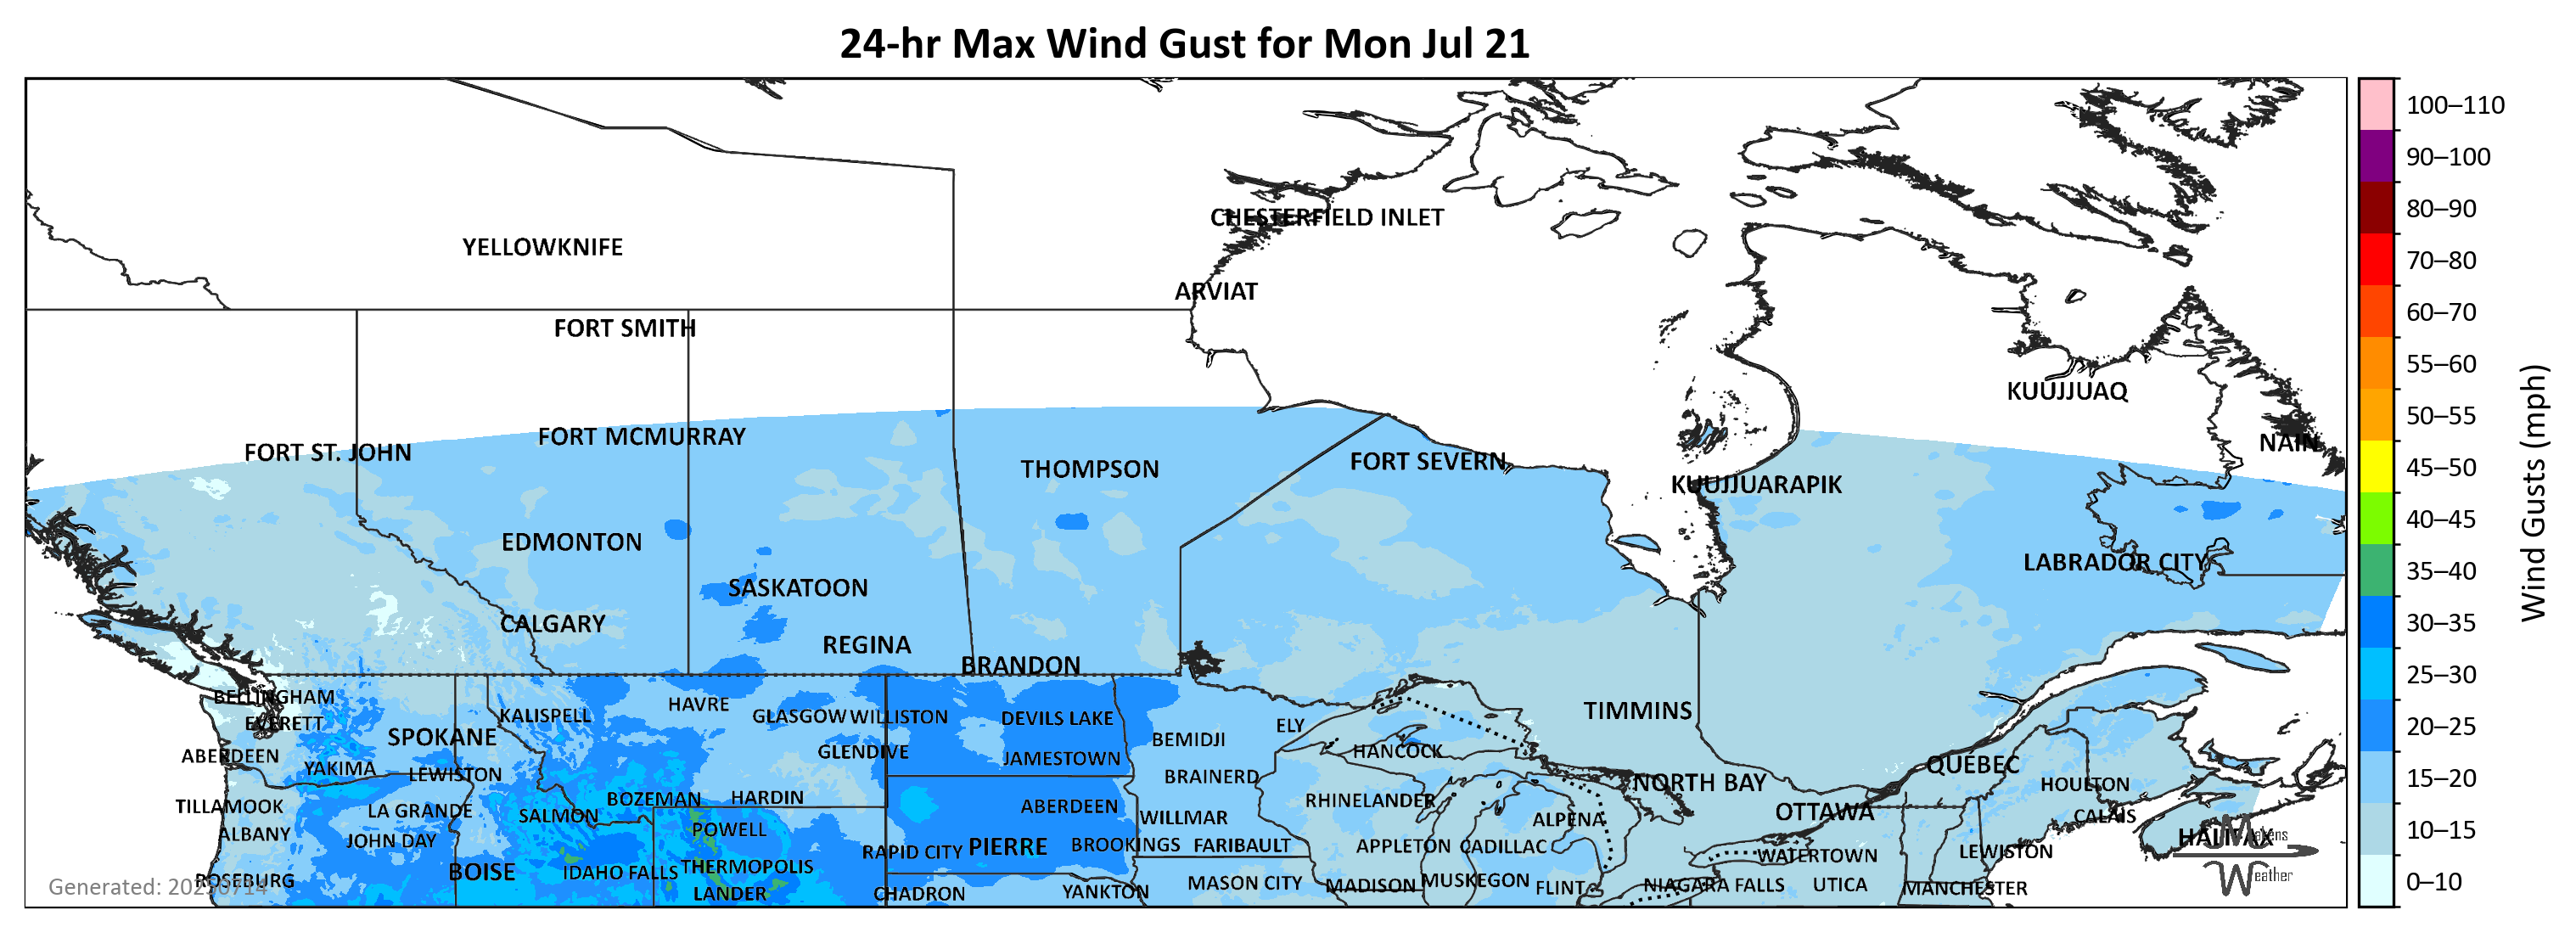 24-hr Max Wind Gust for Mon Jul 21
100–110
90–100
80–90
70–80
60–70
55–60
50–55
45–50
40–45
35–40
30–35
25–30
20–25
15–20
10–15
0–10
Wind Gusts (mph)
CHESTERFIELD INLET
YELLOWKNIFE
ARVIAT
FORT SMITH
KUUJJUAQ
FORT MCMURRAY
NAIN
FORT ST. JOHN
FORT SEVERN
THOMPSON
KUUJJUARAPIK
EDMONTON
LABRADOR CITY
SASKATOON
CALGARY
REGINA
BRANDON
BELLINGHAM
HAVRE
TIMMINS
KALISPELL
GLASGOW
WILLISTON
DEVILS LAKE
EVERETT
ELY
SPOKANE
BEMIDJI
HANCOCK
GLENDIVE
ABERDEEN
JAMESTOWN
QUEBEC
YAKIMA
LEWISTON
BRAINERD
NORTH BAY
HOULTON
BOZEMAN
HARDIN
RHINELANDER
TILLAMOOK
LA GRANDE
ABERDEEN
OTTAWA
SALMON
CALAIS
WILLMAR
ALPENA
POWELL
ALBANY
HALIFAX
Makens
JOHN DAY
BROOKINGS
FARIBAULT
APPLETON
CADILLAC
PIERRE
RAPID CITY
LEWISTON
WATERTOWN
THERMOPOLIS
BOISE
IDAHO FALLS
Weather
ROSEBURG
MUSKEGON
MASON CITY
MADISON
NIAGARA FALLS
UTICA
Generated: 20250714
FLINT
MANCHESTER
YANKTON
CHADRON
LANDER